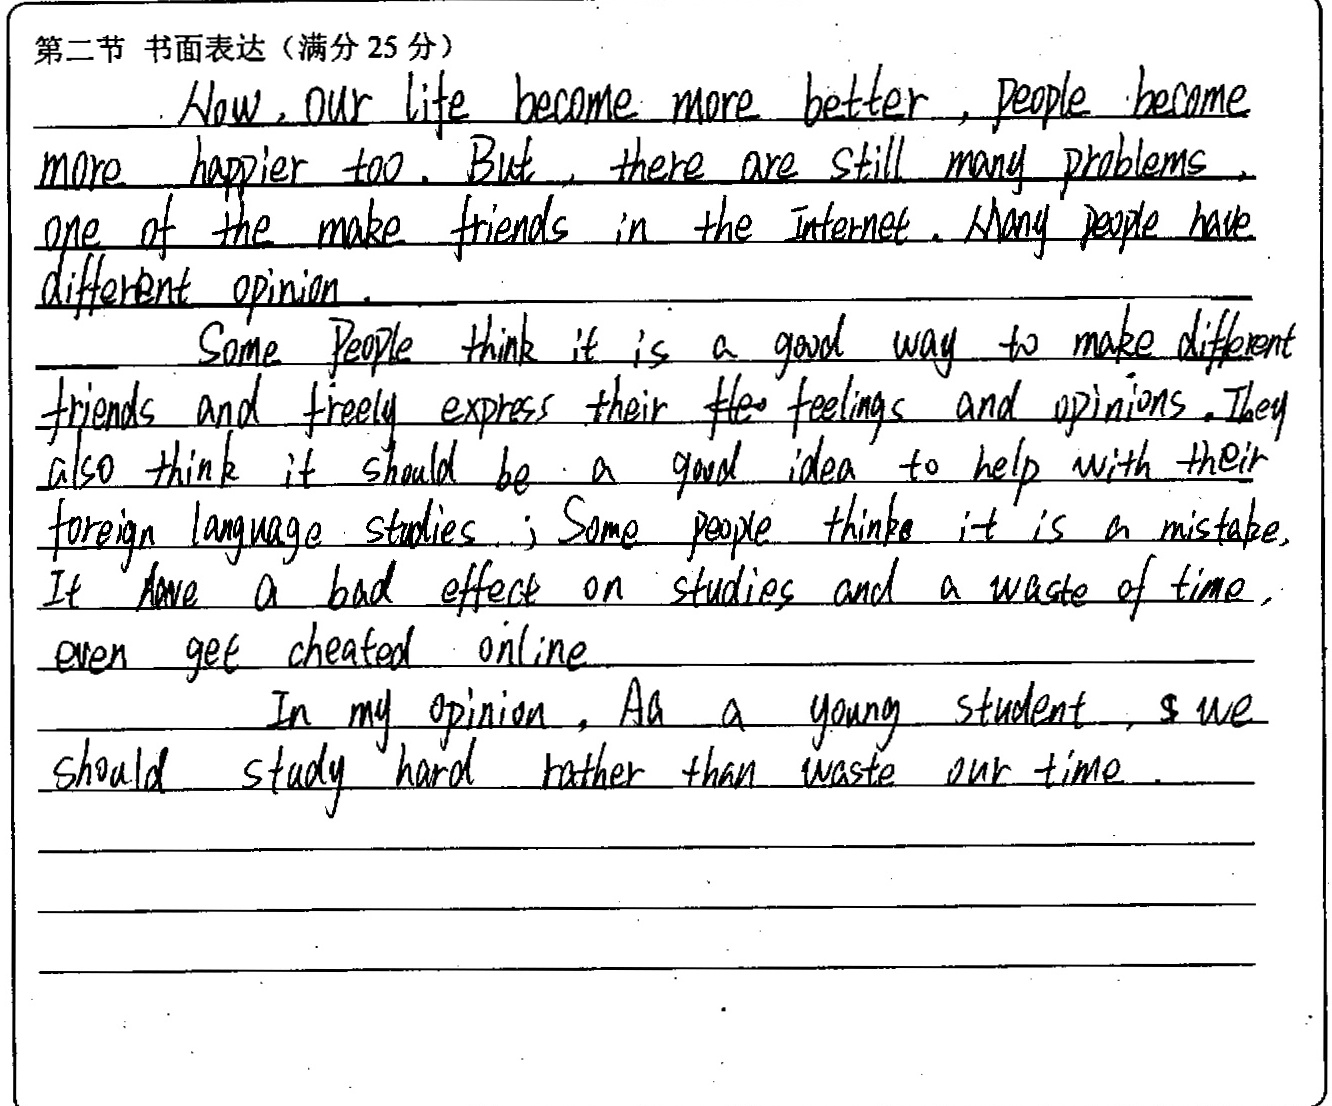 第二节 书面表达（满分 25 分）
Now, our life become more better, people become
more happier too. But, there are still many problems,
one of the make friends in the Internet. Many people have
different opinion.
Some People think it is a good way to make different
friends and freely express their feelings and opinions. They
also think it should be a good idea to help with their
foreign language studies; Some people think it is a mistake,
It have a bad effect on studies and a waste of time,
even get cheated online
In my opinion, As a young student, we
should study hard rather than waste our time.